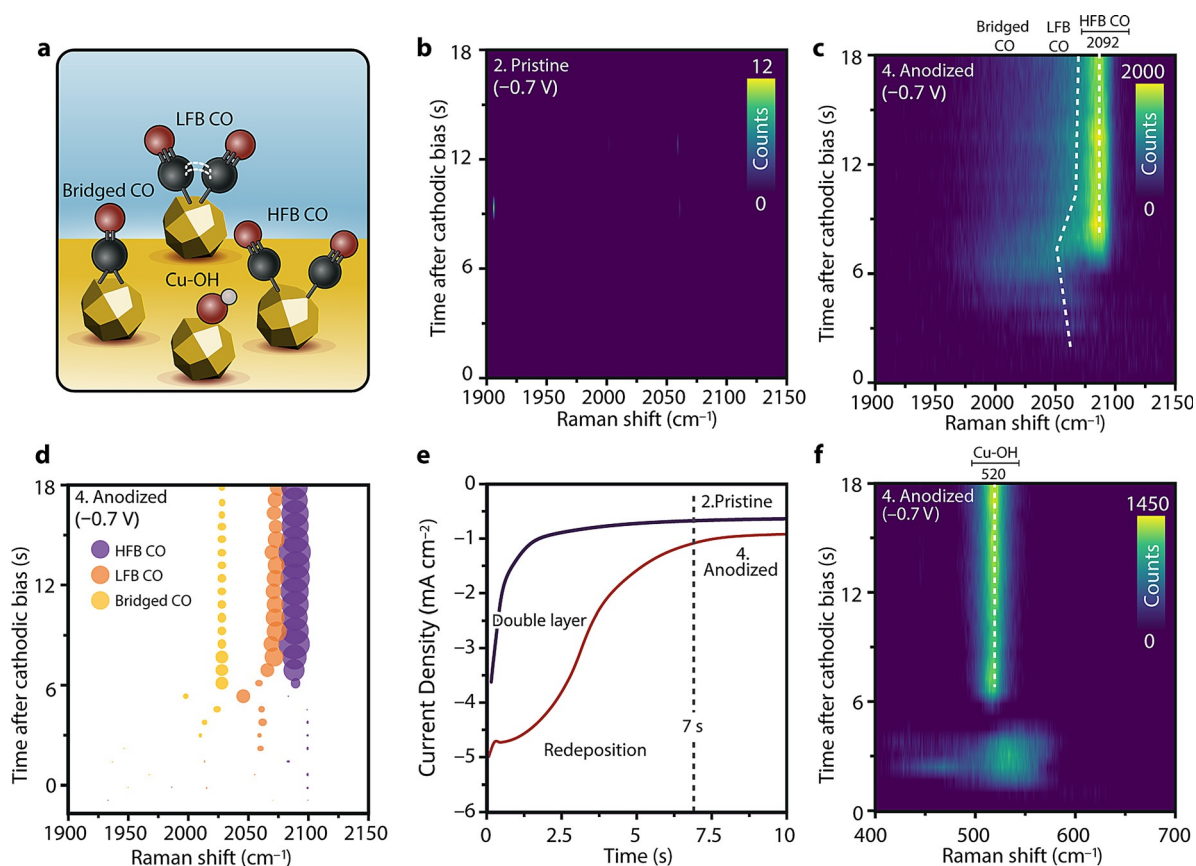 a
LFB CO
Bridged CO
HFB CO
Cu-OH
b
2. Pristine
(−0.7 V)
12
Counts
0
18
12
6
0
Time after cathodic bias (s)
1900 1950 2000 2050 2100 2150
Raman shift (cm⁻¹)
c
Bridged
CO
LFB
CO
HFB CO
2092
4. Anodized
(−0.7 V)
2000
Counts
0
18
12
6
0
Time after cathodic bias (s)
1900 1950 2000 2050 2100 2150
Raman shift (cm⁻¹)
d
4. Anodized
(−0.7 V)
HFB CO
LFB CO
Bridged CO
18
12
6
0
Time after cathodic bias (s)
1900 1950 2000 2050 2100 2150
Raman shift (cm⁻¹)
e
2.Pristine
4.
Anodized
Double layer
7 s
Redeposition
0
−1
−2
−3
−4
−5
−6
Current Density (mA cm⁻²)
0 2.5 5 7.5 10
Time (s)
f
Cu-OH
520
4. Anodized
(−0.7 V)
1450
Counts
0
18
12
6
0
Time after cathodic bias (s)
400 500 600 700
Raman shift (cm⁻¹)